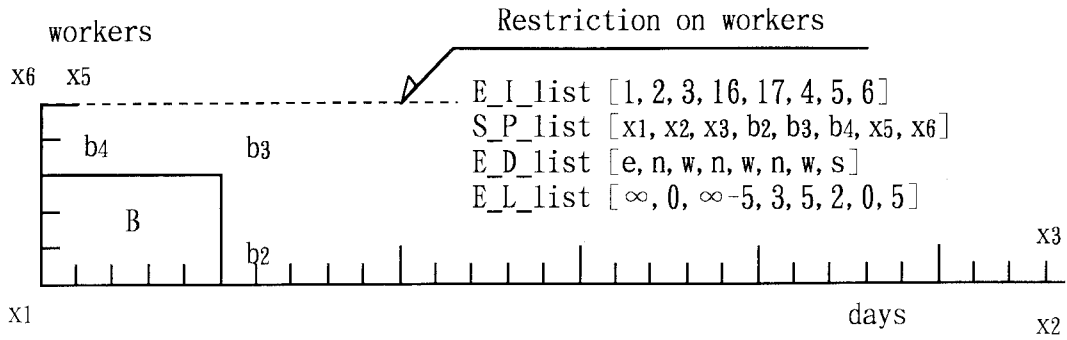 Restriction on workers
workers
x6 x5
E_I_list [1, 2, 3, 16, 17, 4, 5, 6]
S_P_list [x1, x2, x3, b2, b3, b4, x5, x6]
b4 b3
E_D_list [e, n, w, n, w, n, w, s]
E_L_list [∞, 0, ∞-5, 3, 5, 2, 0, 5]
B
b2
x3
x1
days
x2